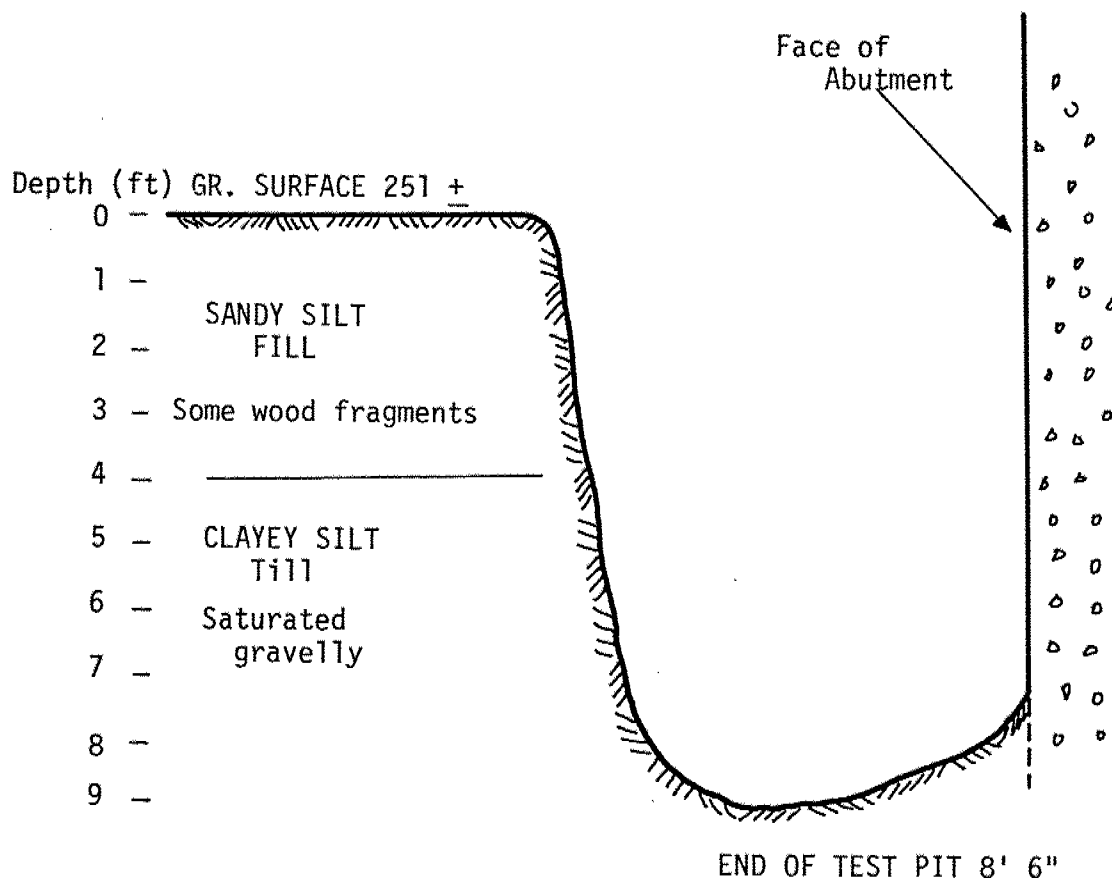 Face of
Abutment
Depth (ft) GR. SURFACE 251 ±
0
1
SANDY SILT
2
FILL
3
Some wood fragments
4
5
CLAYEY SILT
Till
6
Saturated
gravelly
7
8
9
END OF TEST PIT 8' 6"